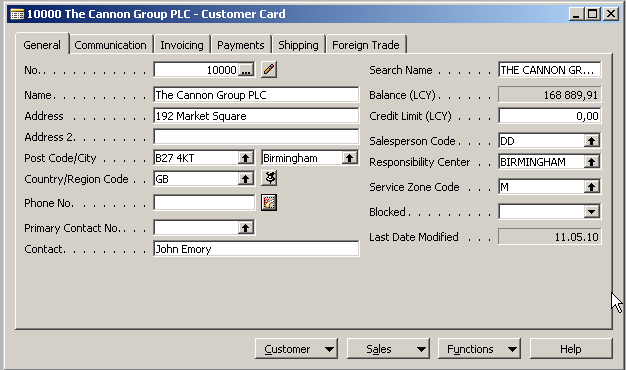 10000 The Cannon Group PLC - Customer Card
General Communication Invoicing Payments Shipping Foreign Trade
No. . . . . . . . . . . 10000 ...
Name . . . . . . . . . . The Cannon Group PLC
Address . . . . . . . . . 192 Market Square
Address 2. . . . . . . . .
Post Code/City . . . . . B27 4KT Birmingham
Country/Region Code . . GB
Phone No. . . . . . . . .
Primary Contact No. . . .
Contact. . . . . . . . . . John Emory
Search Name . . . . . . THE CANNON GR...
Balance (LCY) . . . . . . 168 889,91
Credit Limit (LCY) . . . . 0,00
Salesperson Code . . . . DD
Responsibility Center . . BIRMINGHAM
Service Zone Code . . . M
Blocked . . . . . . . . .
Last Date Modified . . . 11.05.10
Customer Sales Functions Help